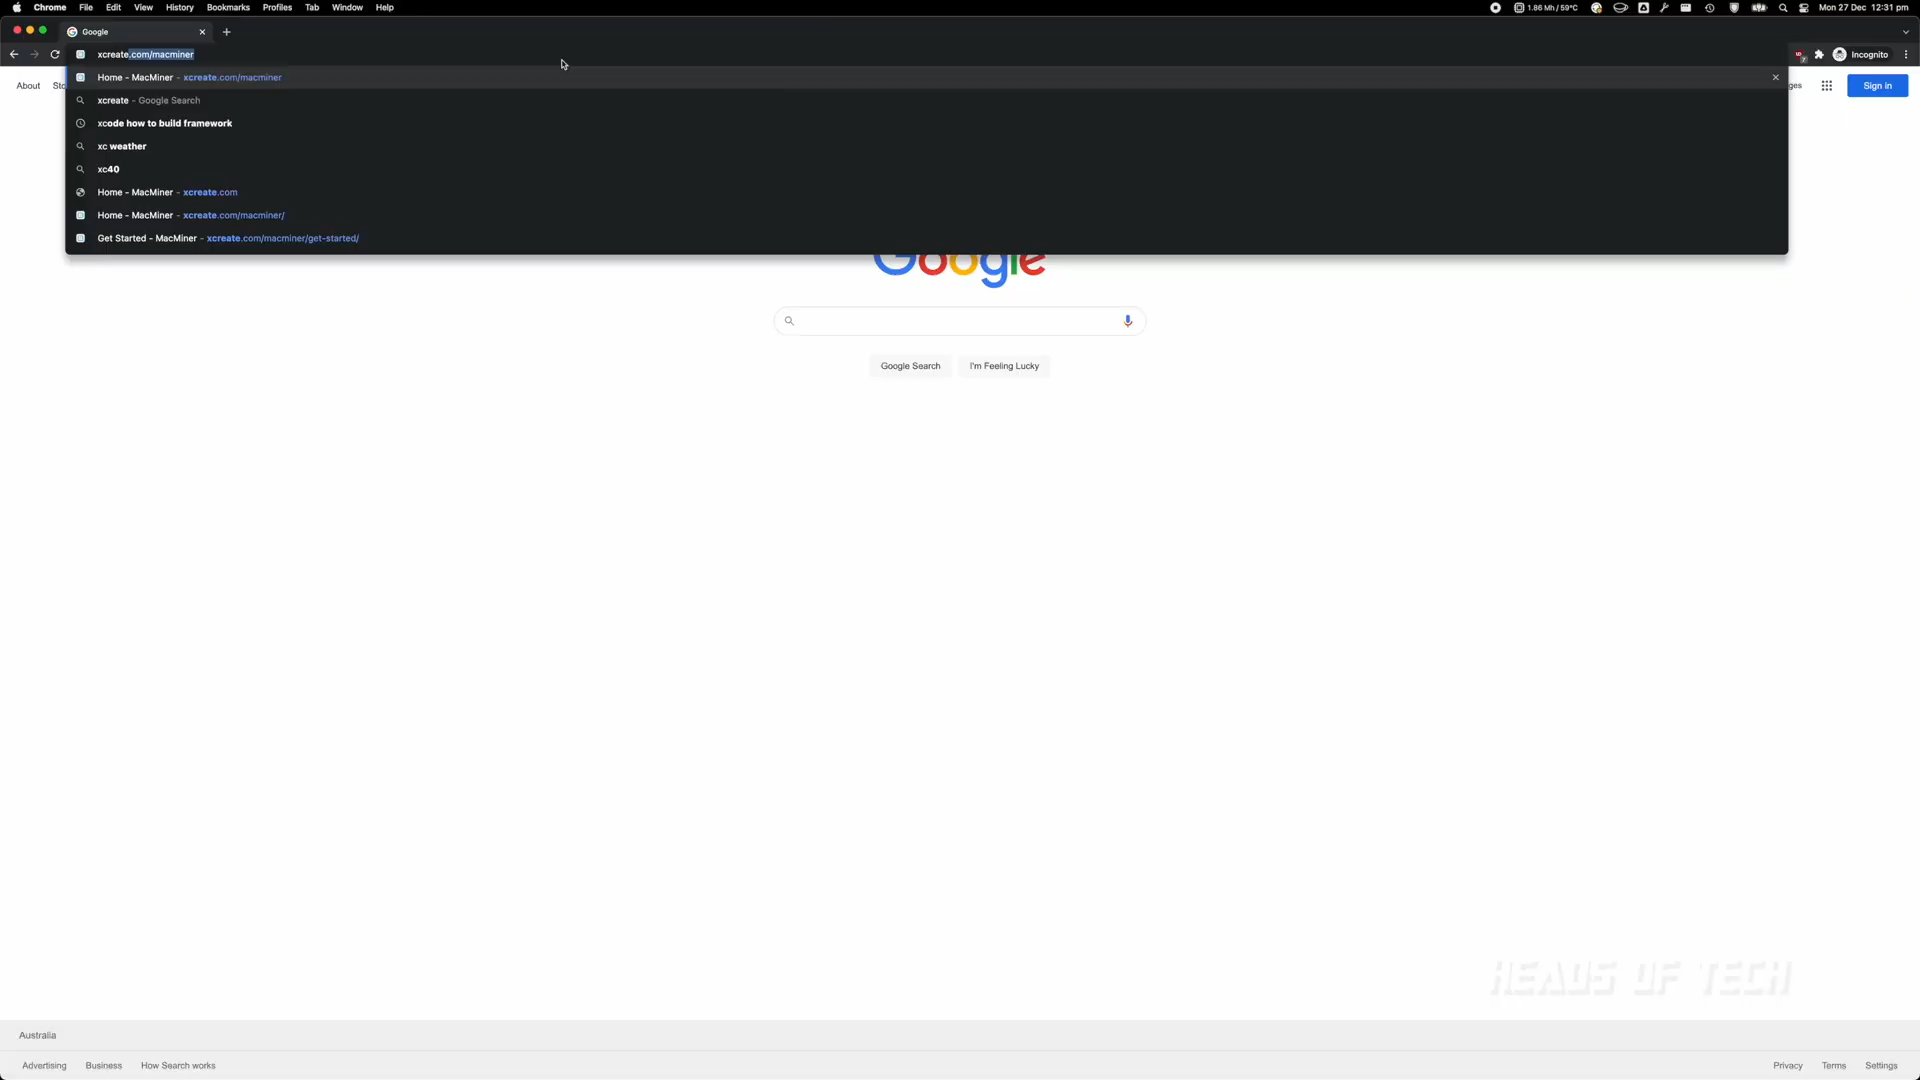 Chrome File Edit View History Bookmarks Profiles Tab Window Help 1.86 Mh / 59°C Mon 27 Dec 12:31 pm
Google
xcreate.com/macminer Incognito
Home - MacMiner - xcreate.com/macminer
About Sto ges Sign in
xcreate - Google Search
xcode how to build framework
xc weather
xc40
Home - MacMiner - xcreate.com
Home - MacMiner - xcreate.com/macminer/
Get Started - MacMiner - xcreate.com/macminer/get-started/
Google
Google Search I'm Feeling Lucky
HEADS OF TECH
Australia
Advertising Business How Search works Privacy Terms Settings